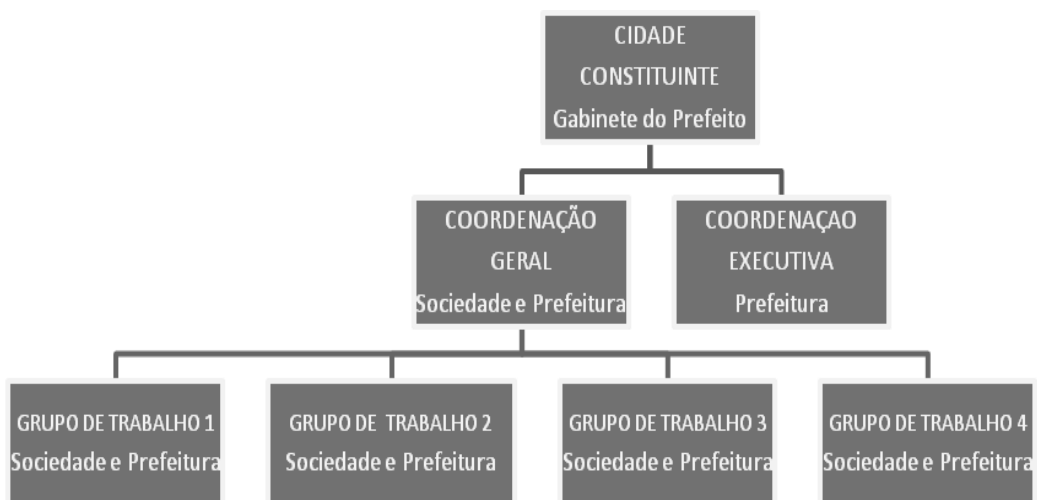 CIDADE
CONSTITUINTE
Gabinete do Prefeito
COORDENAÇÃO
GERAL
Sociedade e Prefeitura
COORDENAÇAO
EXECUTIVA
Prefeitura
GRUPO DE TRABALHO 1
Sociedade e Prefeitura
GRUPO DE TRABALHO 2
Sociedade e Prefeitura
GRUPO DE TRABALHO 3
Sociedade e Prefeitura
GRUPO DE TRABALHO 4
Sociedade e Prefeitura